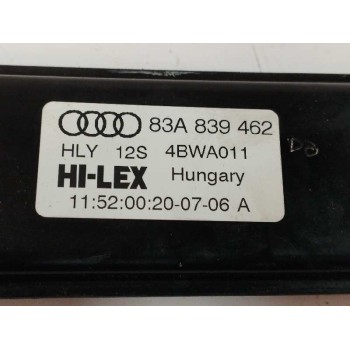 83A 839 462
HLY 12S 4BWA011
HI-LEX Hungary
11:52:00:20-07-06 A